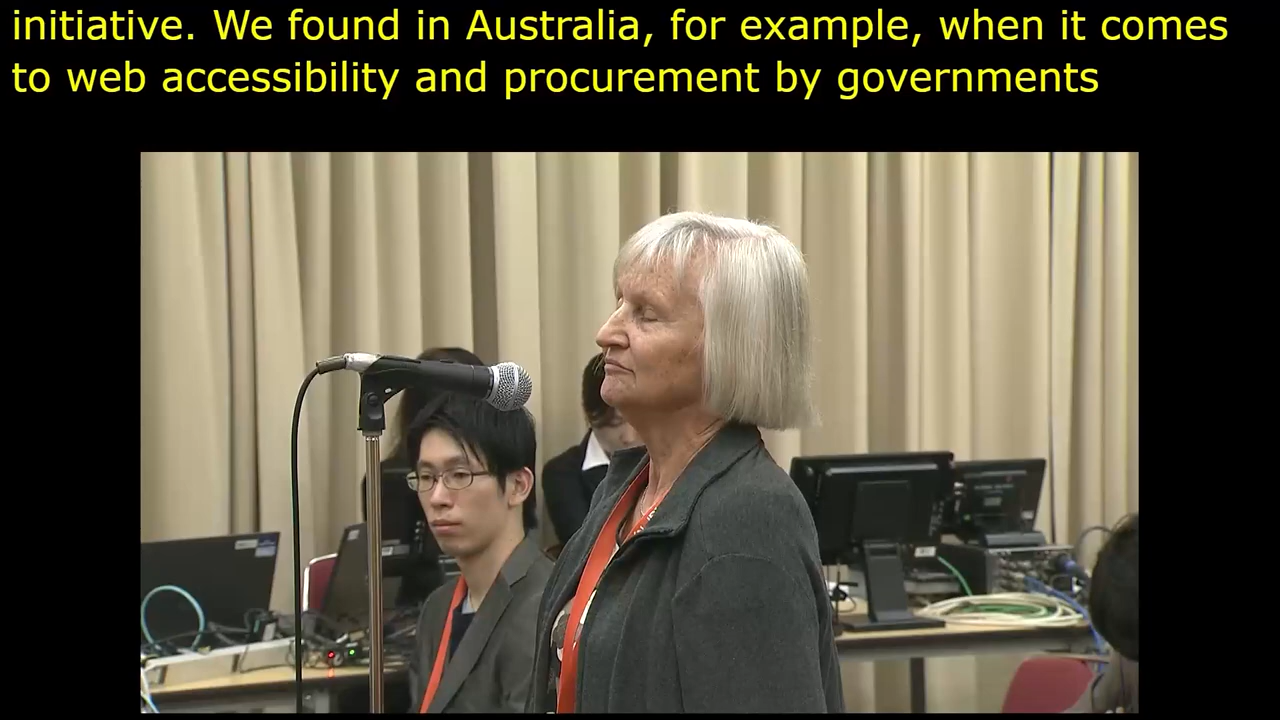 initiative. We found in Australia, for example, when it comes
to web accessibility and procurement by governments